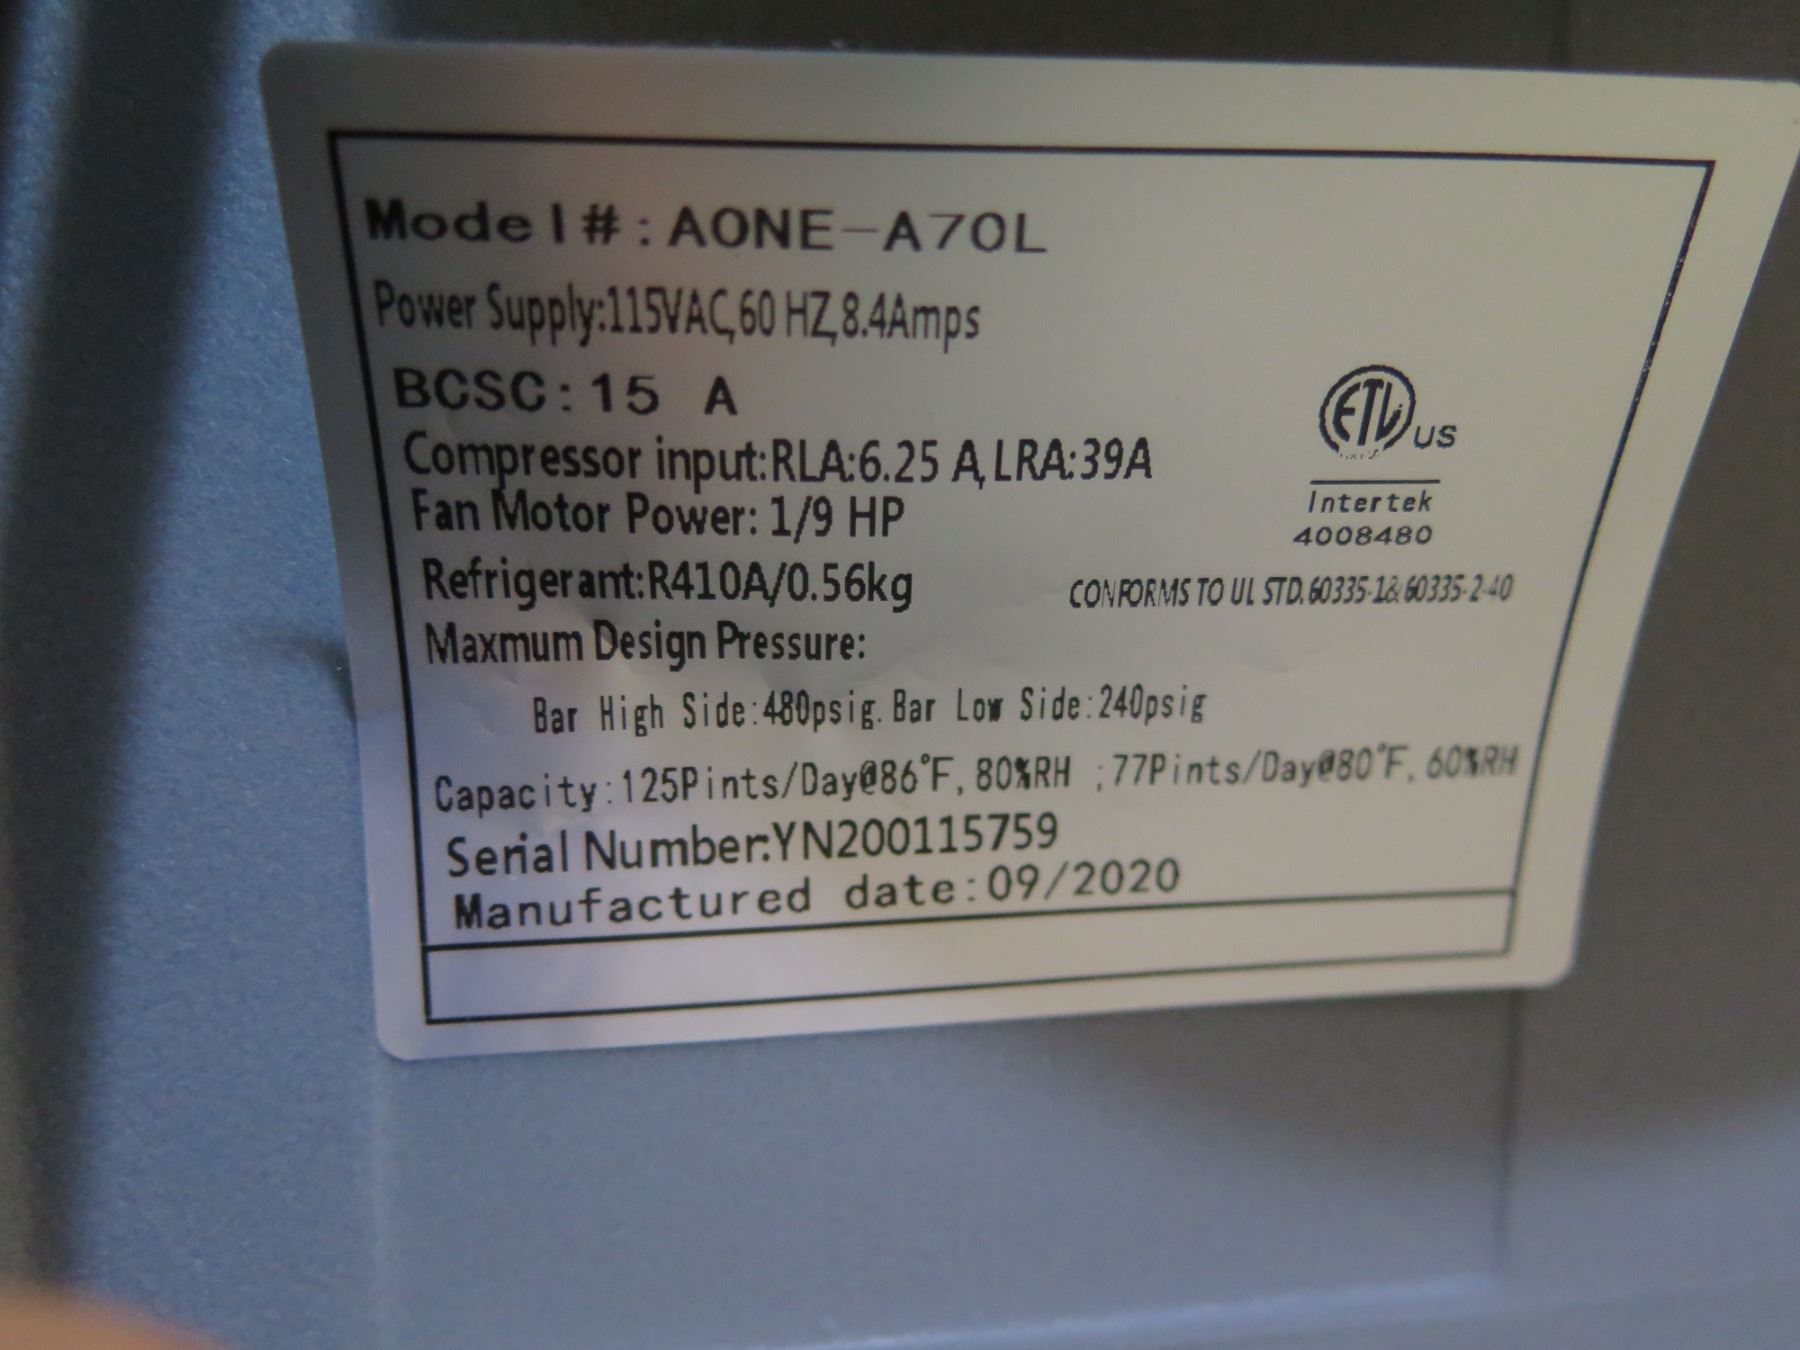 Model#: AONE-A70L
Power Supply:115VAC,60 HZ,8.4Amps
BCSC: 15 A
Compressor input:RLA:6.25 A, LRA:39A
Fan Motor Power: 1/9 HP
Refrigerant:R410A/0.56kg
Maxmum Design Pressure:
Bar High Side:480psig. Bar Low Side:240psig
Capacity:125Pints/Day@86°F, 80%RH ;77Pints/Day@80°F, 60%RH
Serial Number:YN200115759
Manufactured date:09/2020
ETL US
Intertek
4008480
CONFORMS TO UL STD. 60335-1& 60335-2-40